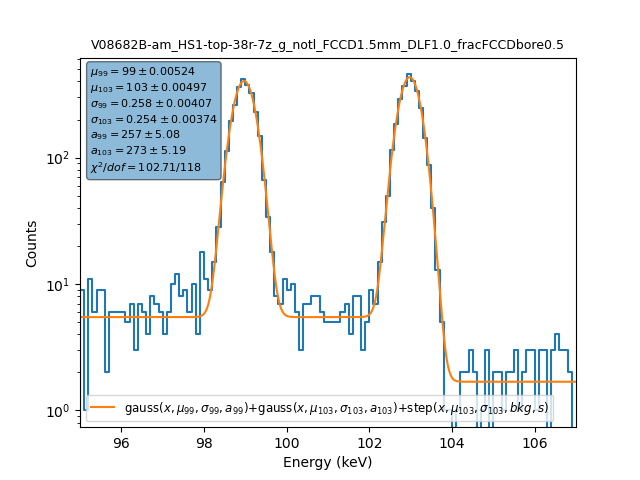 V08682B-am_HS1-top-38r-7z_g_notl_FCCD1.5mm_DLF1.0_fracFCCDbore0.5
μ₉₉ = 99 ± 0.00524
μ₁₀₃ = 103 ± 0.00497
σ₉₉ = 0.258 ± 0.00407
σ₁₀₃ = 0.254 ± 0.00374
a₉₉ = 257 ± 5.08
a₁₀₃ = 273 ± 5.19
χ²/dof = 102.71/118
Counts
10²
10¹
10⁰
gauss(x, μ₉₉, σ₉₉, a₉₉)+gauss(x, μ₁₀₃, σ₁₀₃, a₁₀₃)+step(x, μ₁₀₃, σ₁₀₃, bkg, s)
96 98 100 102 104 106
Energy (keV)